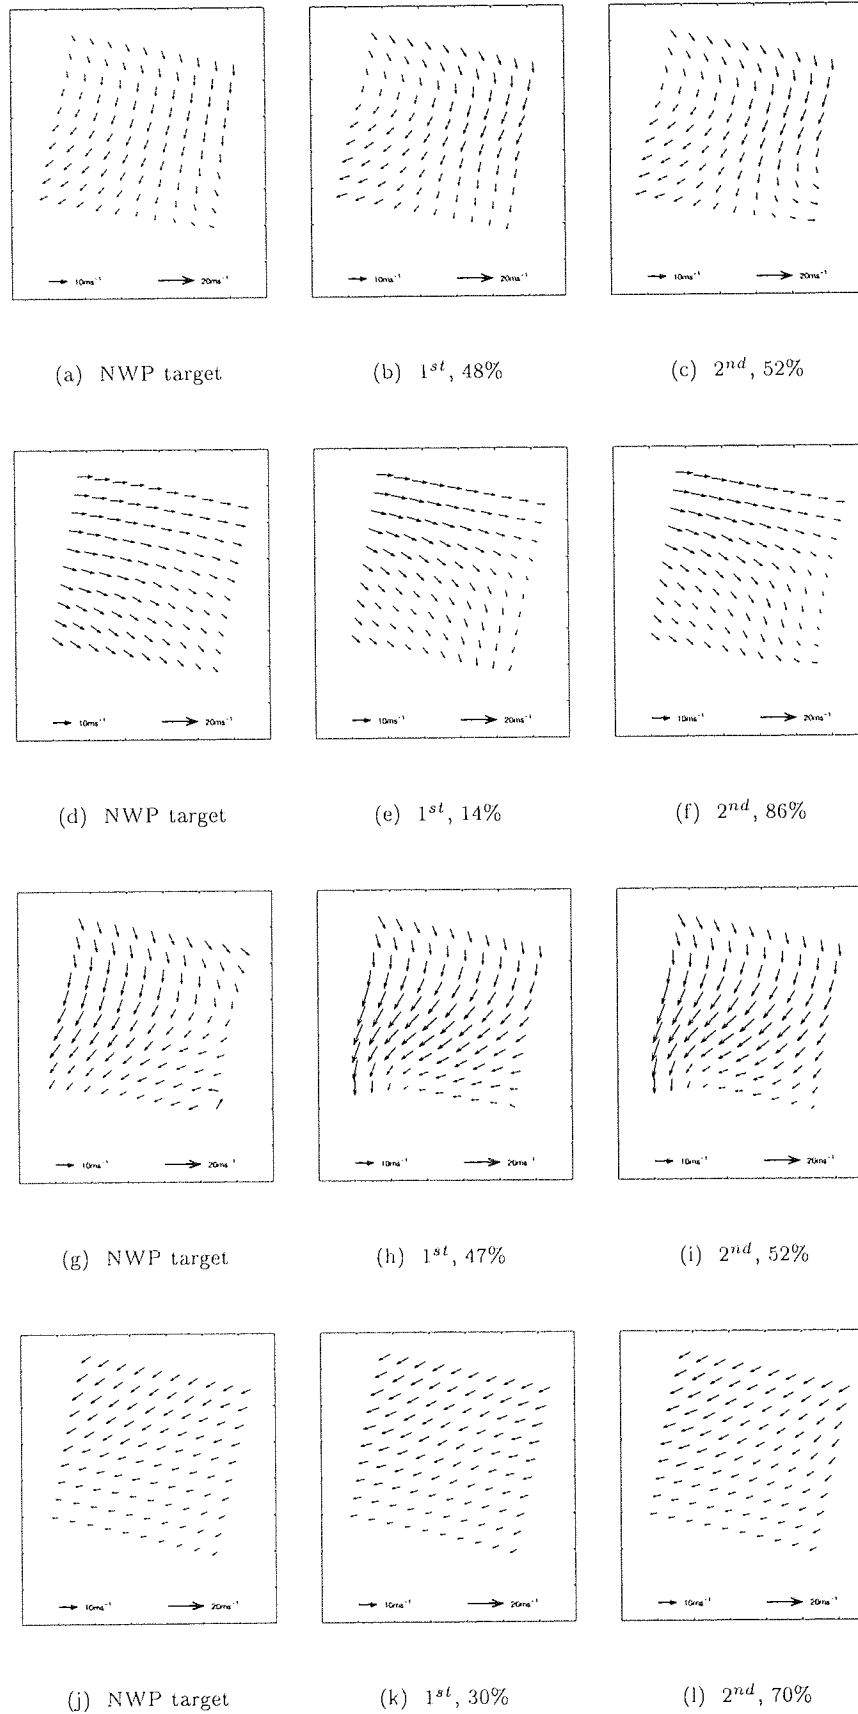 10ms⁻¹ 20ms⁻¹ 10ms⁻¹ 20ms⁻¹ 10ms⁻¹ 20ms⁻¹
(a) NWP target (b) 1ˢᵗ, 48% (c) 2ⁿᵈ, 52%
10ms⁻¹ 20ms⁻¹ 10ms⁻¹ 20ms⁻¹ 10ms⁻¹ 20ms⁻¹
(d) NWP target (e) 1ˢᵗ, 14% (f) 2ⁿᵈ, 86%
10ms⁻¹ 20ms⁻¹ 10ms⁻¹ 20ms⁻¹ 10ms⁻¹ 20ms⁻¹
(g) NWP target (h) 1ˢᵗ, 47% (i) 2ⁿᵈ, 52%
10ms⁻¹ 20ms⁻¹ 10ms⁻¹ 20ms⁻¹ 10ms⁻¹ 20ms⁻¹
(j) NWP target (k) 1ˢᵗ, 30% (l) 2ⁿᵈ, 70%